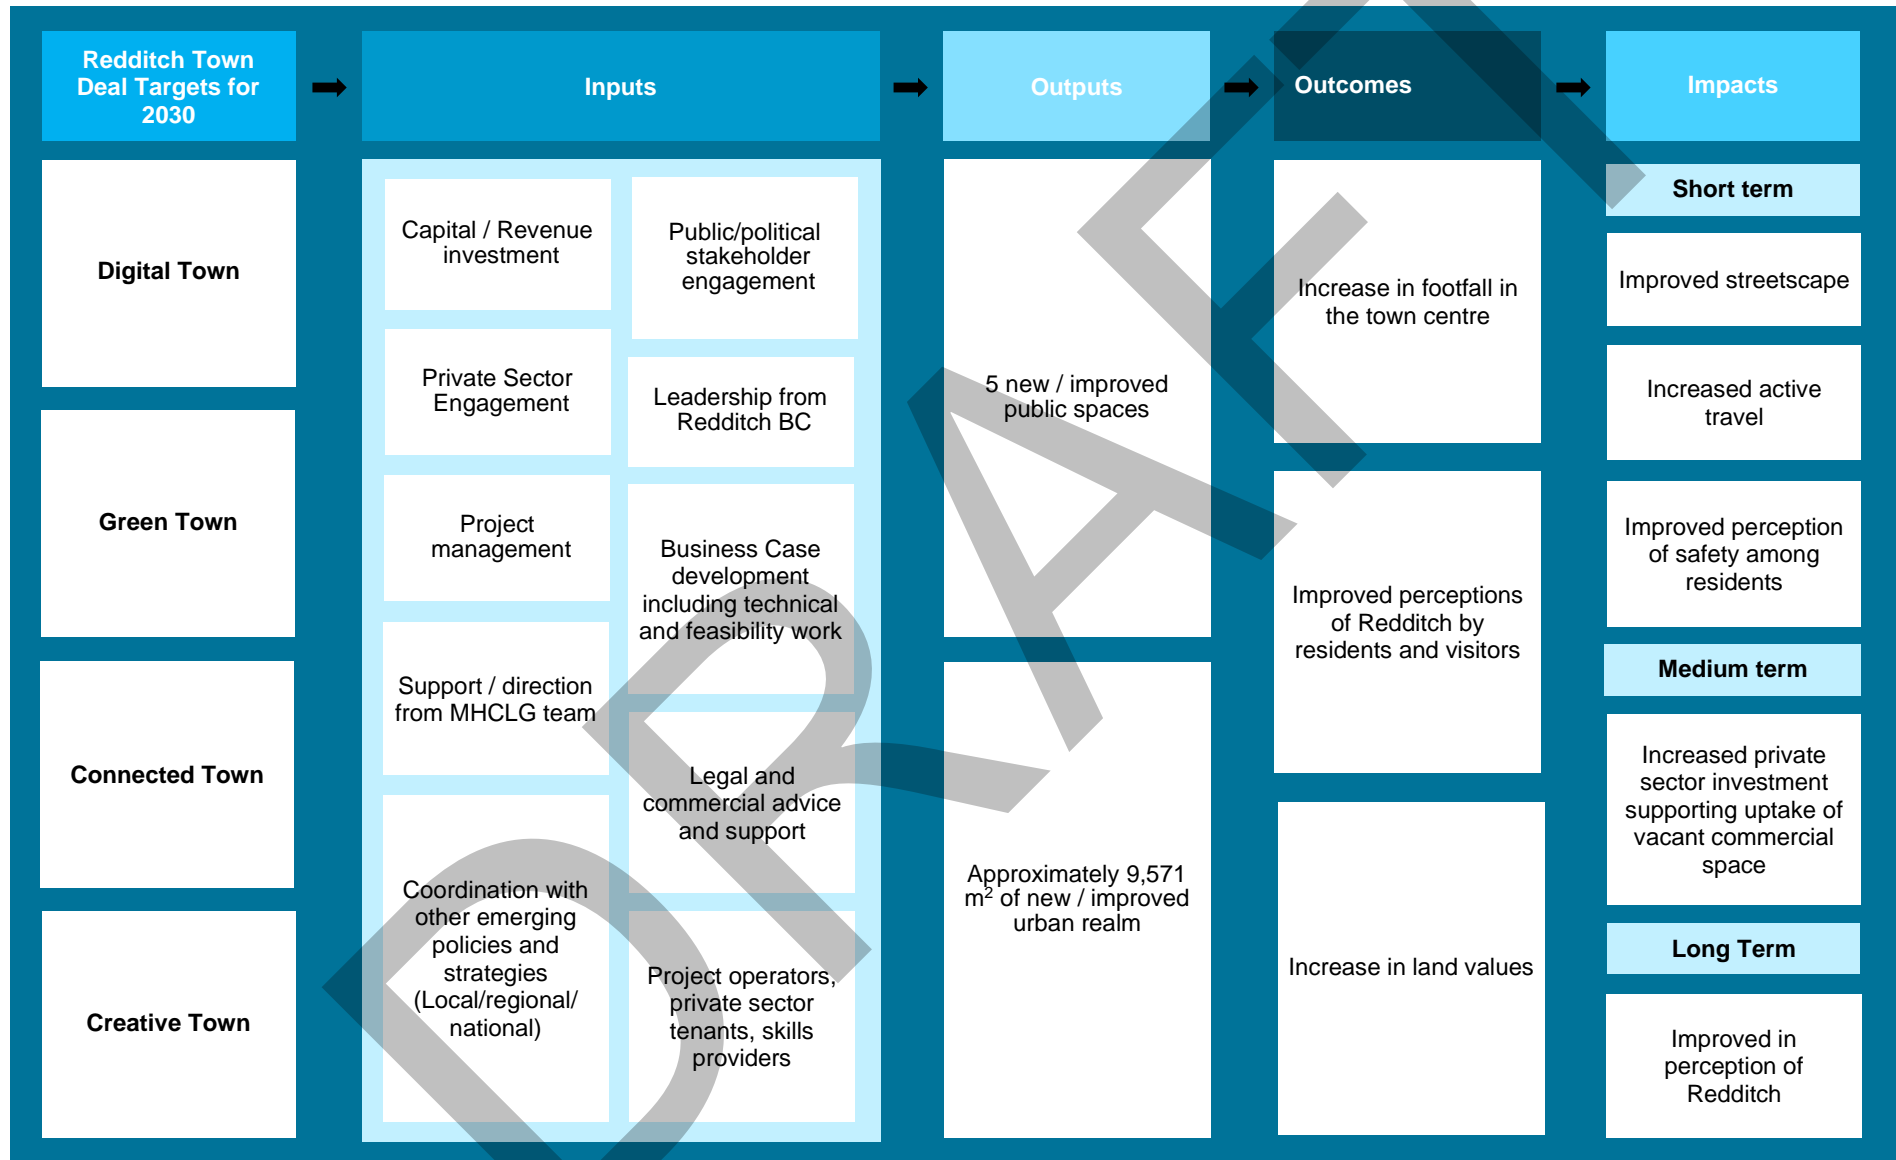 Redditch Town
Deal Targets for
2030
Inputs
Outputs
Outcomes
Impacts
Digital Town
Green Town
Connected Town
Creative Town
Capital / Revenue
investment
Private Sector
Engagement
Project
management
Support / direction
from MHCLG team
Coordination with
other emerging
policies and
strategies
(Local/regional/
national)
Public/political
stakeholder
engagement
Leadership from
Redditch BC
Business Case
development
including technical
and feasibility work
Legal and
commercial advice
and support
Project operators,
private sector
tenants, skills
providers
5 new / improved
public spaces
Approximately 9,571
m² of new / improved
urban realm
Increase in footfall in
the town centre
Improved perceptions
of Redditch by
residents and visitors
Increase in land values
Short term
Improved streetscape
Increased active
travel
Improved perception
of safety among
residents
Medium term
Increased private
sector investment
supporting uptake of
vacant commercial
space
Long Term
Improved in
perception of
Redditch
DRAFT